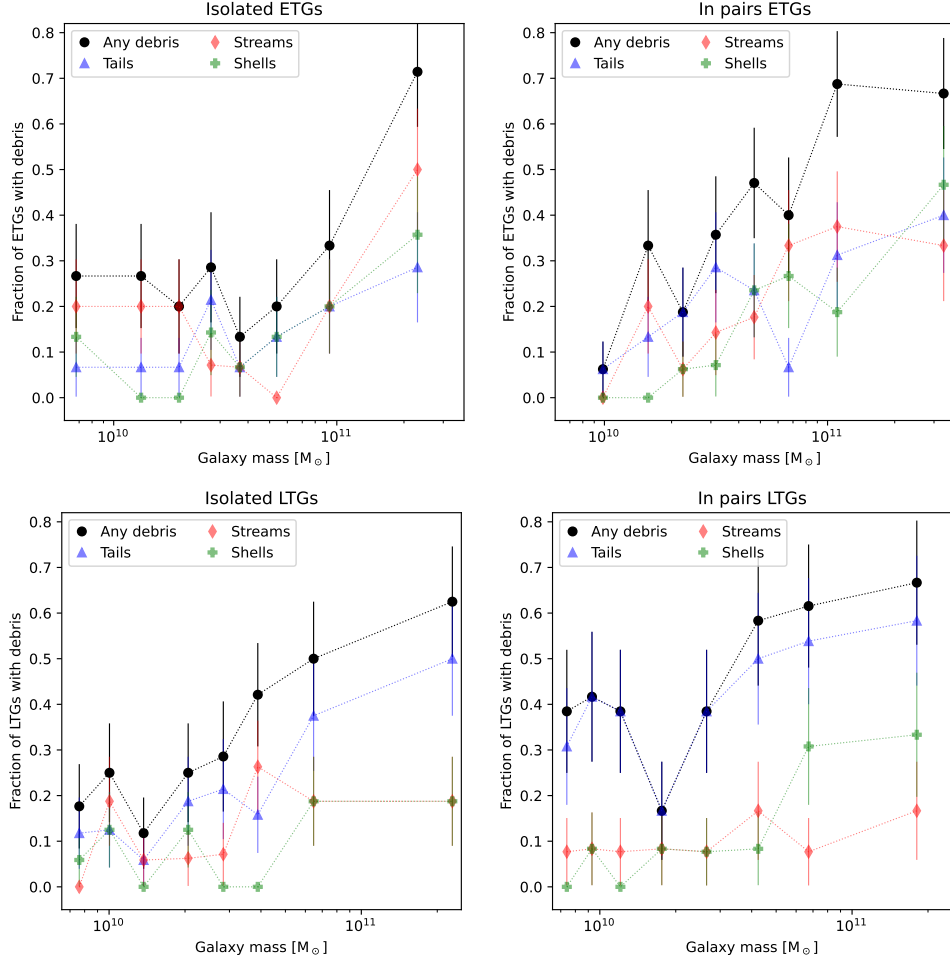 Isolated ETGs
Any debris
Tails
Streams
Shells
Fraction of ETGs with debris
0.8
0.7
0.6
0.5
0.4
0.3
0.2
0.1
0.0
10¹⁰
10¹¹
Galaxy mass [M☉]
In pairs ETGs
Any debris
Tails
Streams
Shells
Fraction of ETGs with debris
0.8
0.7
0.6
0.5
0.4
0.3
0.2
0.1
0.0
10¹⁰
10¹¹
Galaxy mass [M☉]
Isolated LTGs
Any debris
Tails
Streams
Shells
Fraction of LTGs with debris
0.8
0.7
0.6
0.5
0.4
0.3
0.2
0.1
0.0
10¹⁰
10¹¹
Galaxy mass [M☉]
In pairs LTGs
Any debris
Tails
Streams
Shells
Fraction of LTGs with debris
0.8
0.7
0.6
0.5
0.4
0.3
0.2
0.1
0.0
10¹⁰
10¹¹
Galaxy mass [M☉]